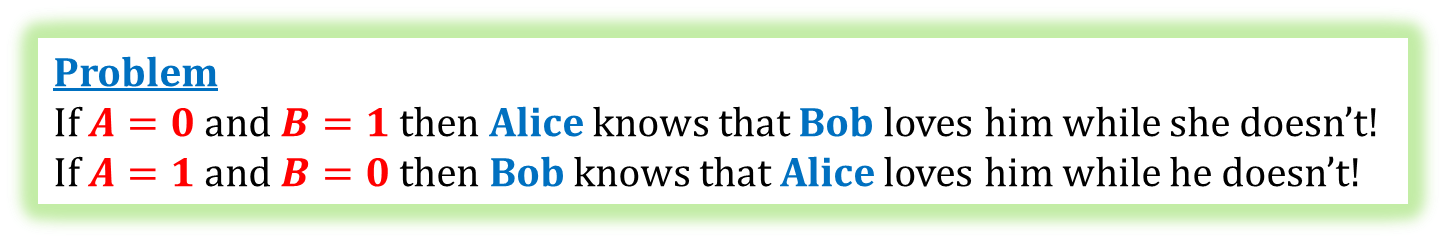 Problem
If A = 0 and B = 1 then Alice knows that Bob loves him while she doesn’t!
If A = 1 and B = 0 then Bob knows that Alice loves him while he doesn’t!